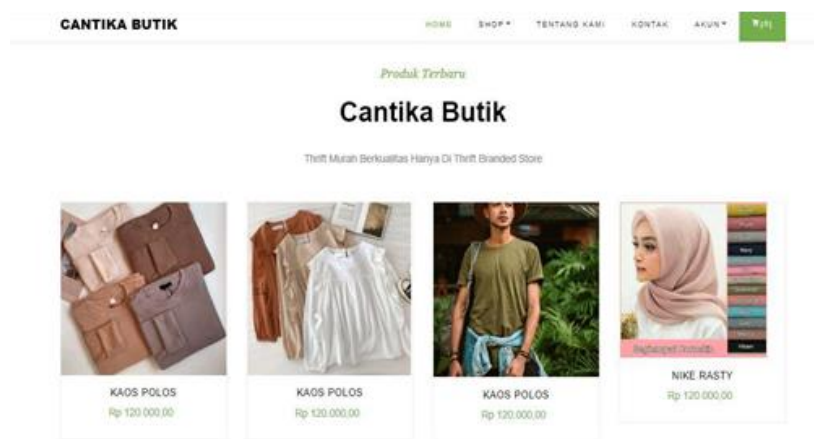 CANTIKA BUTIK
HOME SHOP TENTANG KAMI KONTAK AKUN
Produk Terbaru
Cantika Butik
Thrift Murah Berkualitas Hanya Di Thrift Branded Store
KAOS POLOS
Rp 120.000,00
KAOS POLOS
Rp 120.000,00
KAOS POLOS
Rp 120.000,00
Segiempat
NIKE RASTY
Rp 120.000,00